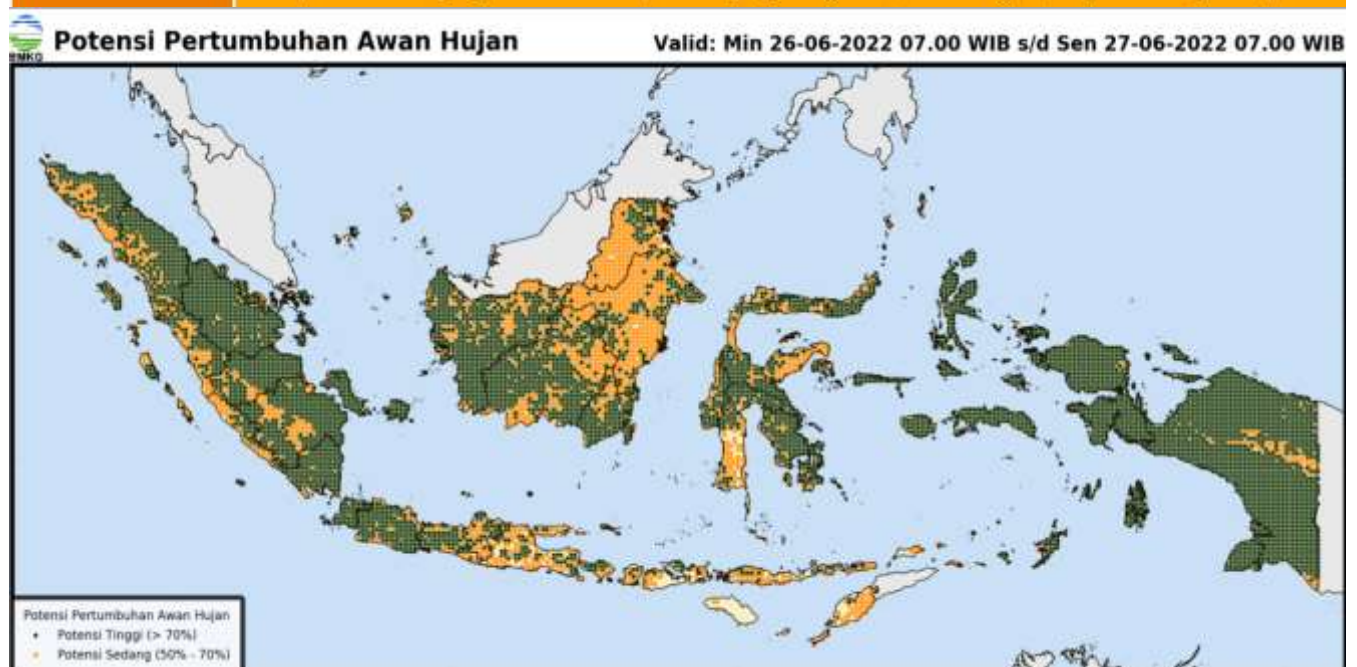 BMKG
Potensi Pertumbuhan Awan Hujan
Valid: Min 26-06-2022 07.00 WIB s/d Sen 27-06-2022 07.00 WIB
Potensi Pertumbuhan Awan Hujan
Potensi Tinggi (> 70%)
Potensi Sedang (50% - 70%)